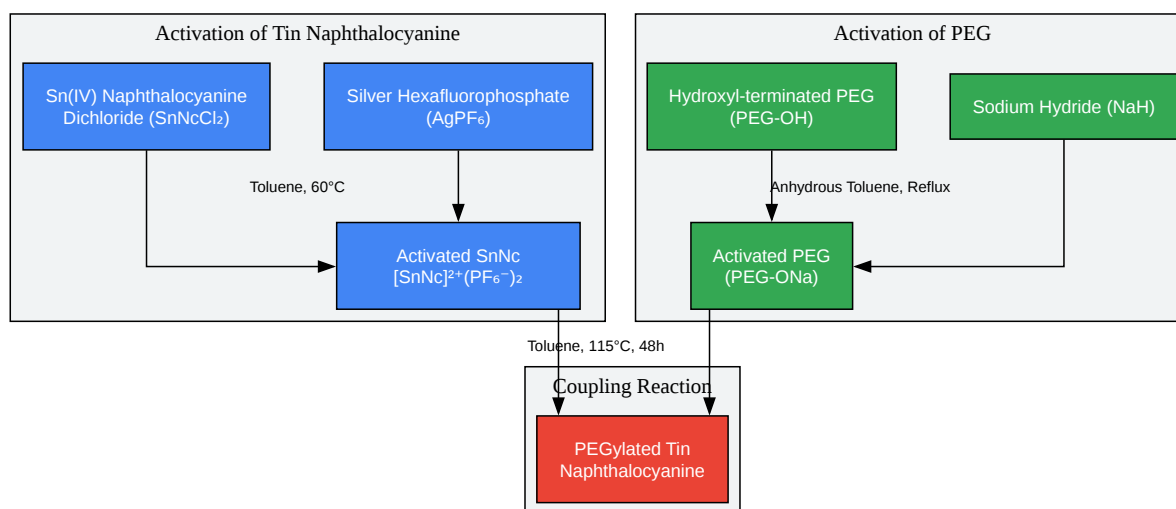 Activation of Tin Naphthalocyanine
Sn(IV) Naphthalocyanine
Dichloride (SnNcCl₂)
Silver Hexafluorophosphate
(AgPF₆)
Toluene, 60°C
Activated SnNc
[SnNc]²⁺(PF₆⁻)₂
Activation of PEG
Hydroxyl-terminated PEG
(PEG-OH)
Sodium Hydride (NaH)
Anhydrous Toluene, Reflux
Activated PEG
(PEG-ONa)
Toluene, 115°C, 48h
Coupling Reaction
PEGylated Tin
Naphthalocyanine